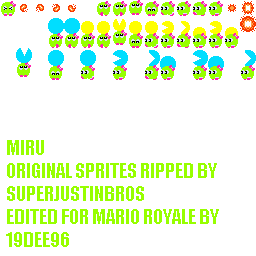 MIRU
ORIGINAL SPRITES RIPPED BY
SUPERJUSTINBROS
EDITED FOR MARIO ROYALE BY
19DEE96